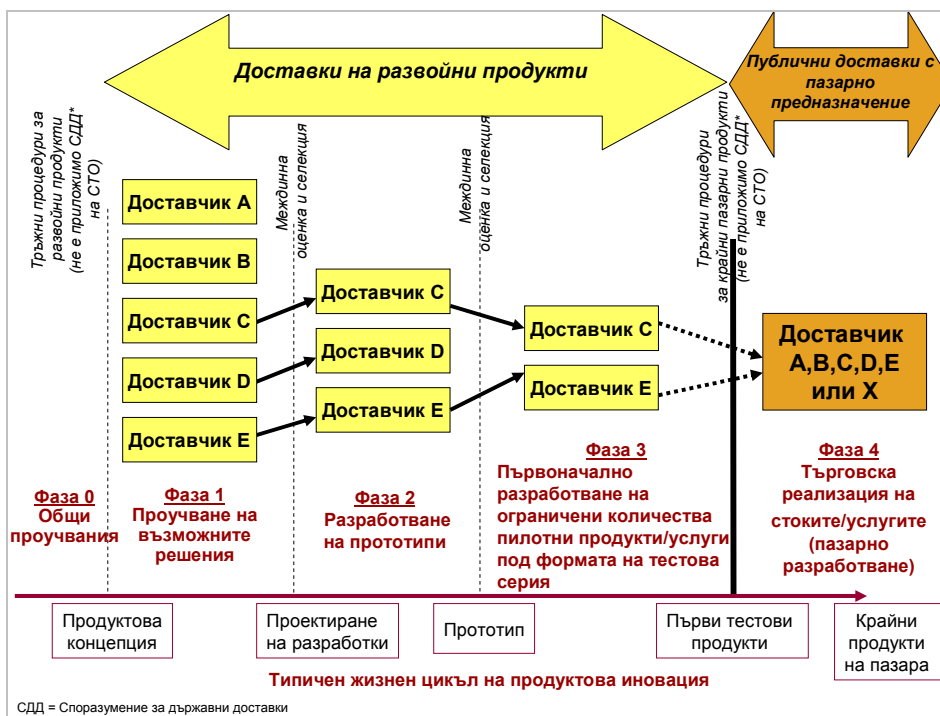 Доставки на развойни продукти
Публични доставки с
пазарно
предназначение
Тръжни процедури за
развойни продукти
(не е приложимо СДД*
на СТО)
Междинна
оценка и селекция
Междинна
оценка и селекция
Тръжни процедури
за крайни пазарни продукти
(не е приложимо СДД*
на СТО)
Доставчик A
Доставчик B
Доставчик C
Доставчик D
Доставчик E
Доставчик C
Доставчик D
Доставчик E
Доставчик C
Доставчик E
Доставчик
A,B,C,D,E
или X
Фаза 0
Общи
проучвания
Фаза 1
Проучване на
възможните
решения
Фаза 2
Разработване
на прототипи
Фаза 3
Първоначално
разработване на
ограничени количества
пилотни продукти/услуги
под формата на тестова
серия
Фаза 4
Търговска
реализация на
стоките/услугите
(пазарно
разработване)
Продуктова
концепция
Проектиране
на разработки
Прототип
Първи тестови
продукти
Крайни
продукти
на пазара
Типичен жизнен цикъл на продуктова иновация
СДД = Споразумение за държавни доставки